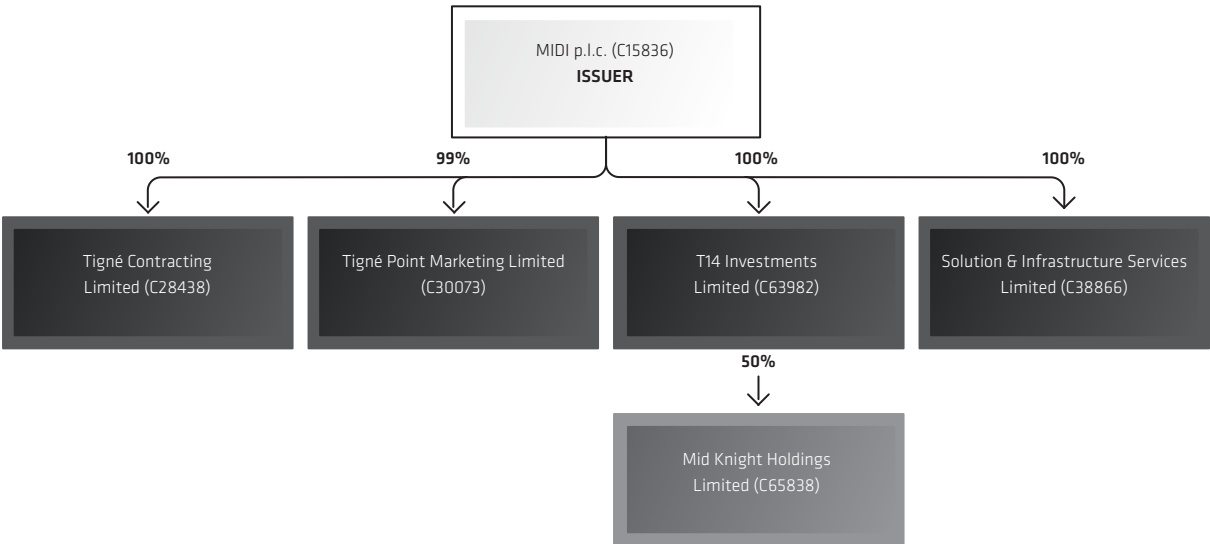 MIDI p.l.c. (C15836)
ISSUER
100%
99%
100%
100%
Tigné Contracting
Limited (C28438)
Tigné Point Marketing Limited
(C30073)
T14 Investments
Limited (C63982)
Solution & Infrastructure Services
Limited (C38866)
50%
Mid Knight Holdings
Limited (C65838)